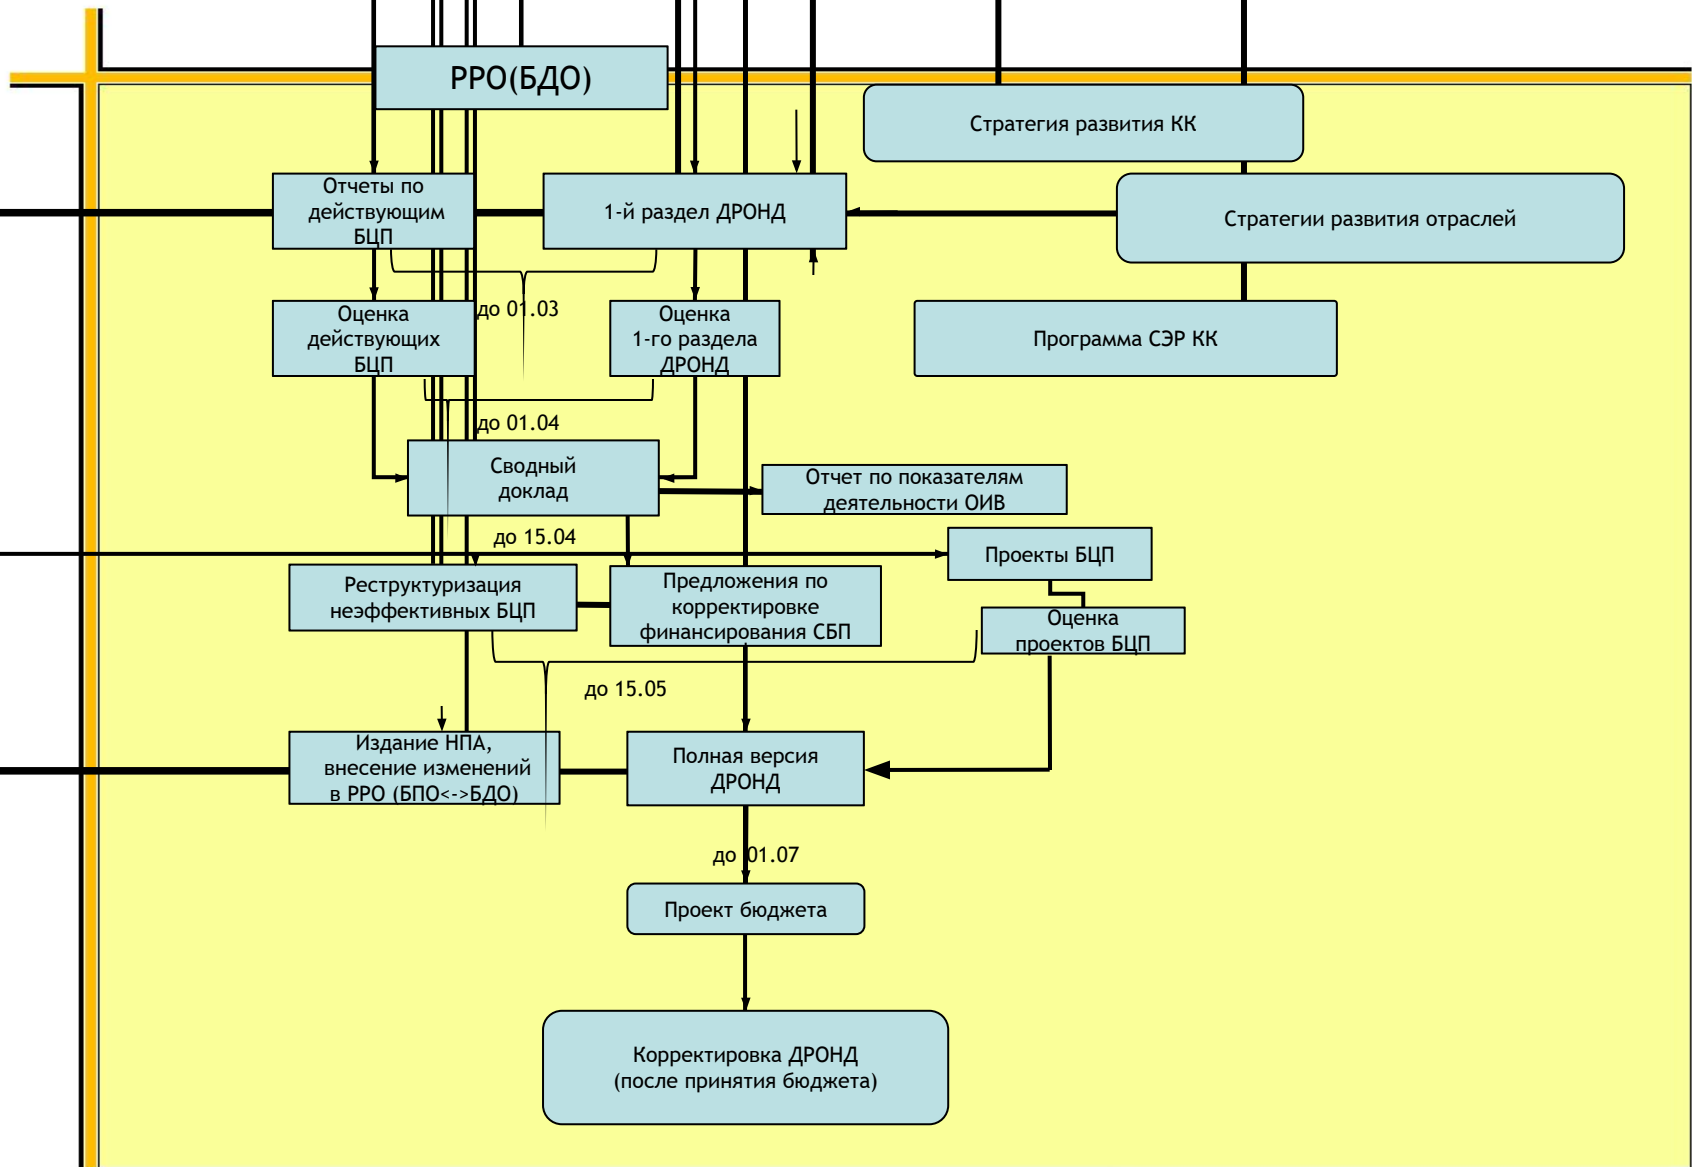 РРО(БДО)
Стратегия развития КК
Отчеты по
действующим
БЦП
1-й раздел ДРОНД
Стратегии развития отраслей
до 01.03
Оценка
действующих
БЦП
Оценка
1-го раздела
ДРОНД
Программа СЭР КК
до 01.04
Сводный
доклад
Отчет по показателям
деятельности ОИВ
до 15.04
Проекты БЦП
Реструктуризация
неэффективных БЦП
Предложения по
корректировке
финансирования СБП
Оценка
проектов БЦП
до 15.05
Издание НПА,
внесение изменений
в РРО (БПО<->БДО)
Полная версия
ДРОНД
до 01.07
Проект бюджета
Корректировка ДРОНД
(после принятия бюджета)